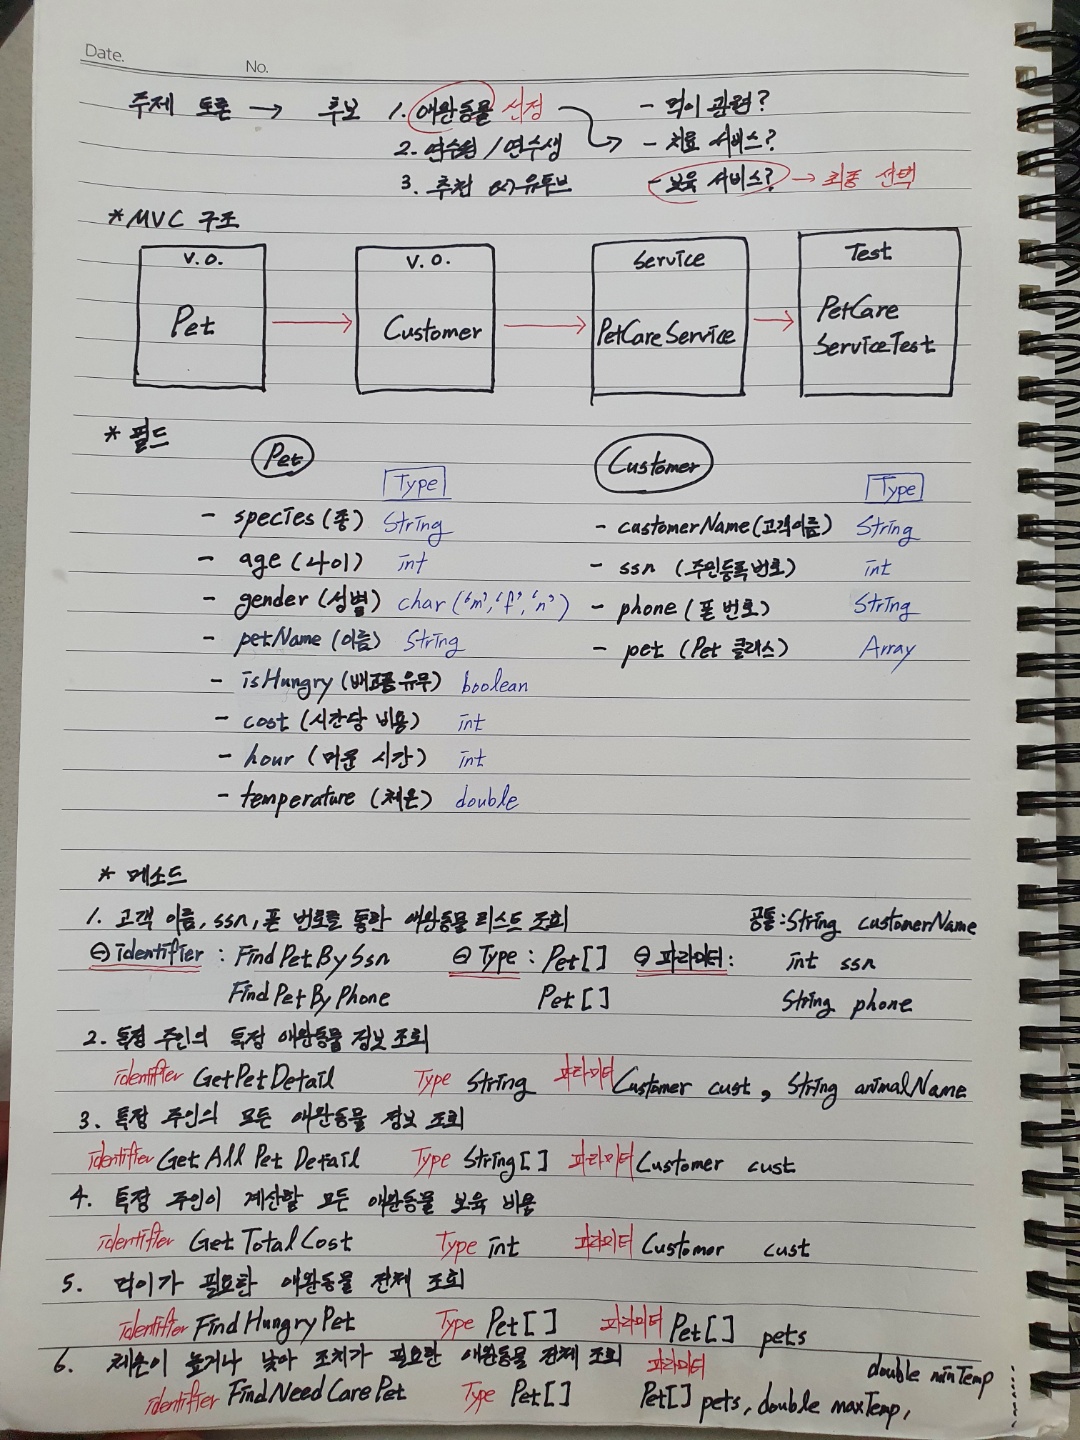 Date.
No.
주제 토론 → 후보 1. 애완동물 선정 - 먹이 관련?
2. 연수원 / 연수생 - 치료 서비스?
3. 추천 유투브 - 보육 서비스? → 최종 선택
* MVC 구조
V.O. V.O. Service Test
Pet → Customer → PetCareService → PetCare
ServiceTest
* 필드
Pet Customer
Type Type
- species (종) String - customerName (고객이름) String
- age (나이) int - ssn (주민등록번호) int
- gender (성별) char ('m', 'f', 'n') - phone (폰 번호) String
- petName (이름) String - pet (Pet 클래스) Array
- isHungry (배고픔유무) boolean
- cost (시간당 비용) int
- hour (머문 시간) int
- temperature (체온) double
* 메소드
1. 고객 이름, ssn, 폰 번호를 통한 애완동물 리스트 조회 공통: String customerName
⊖ identifier : FindPetBySsn ⊖ Type : Pet[] ⊖ 파라미터 : int ssn
FindPetByPhone Pet[] String phone
2. 특정 주인의 특정 애완동물 정보 조회
identifier GetPetDetail Type String 파라미터 Customer cust, String animalName
3. 특정 주인의 모든 애완동물 정보 조회
identifier Get All Pet Detail Type String[] 파라미터 Customer cust
4. 특정 주인이 계산할 모든 애완동물 보육 비용
identifier GetTotalCost Type int 파라미터 Customer cust
5. 먹이가 필요한 애완동물 전체 조회
identifier FindHungryPet Type Pet[] 파라미터 Pet[] pets
6. 체온이 높거나 낮아 조치가 필요한 애완동물 전체 조회 파라미터 double minTemp
identifier FindNeedCarePet Type Pet[] Pet[] pets, double maxTemp,